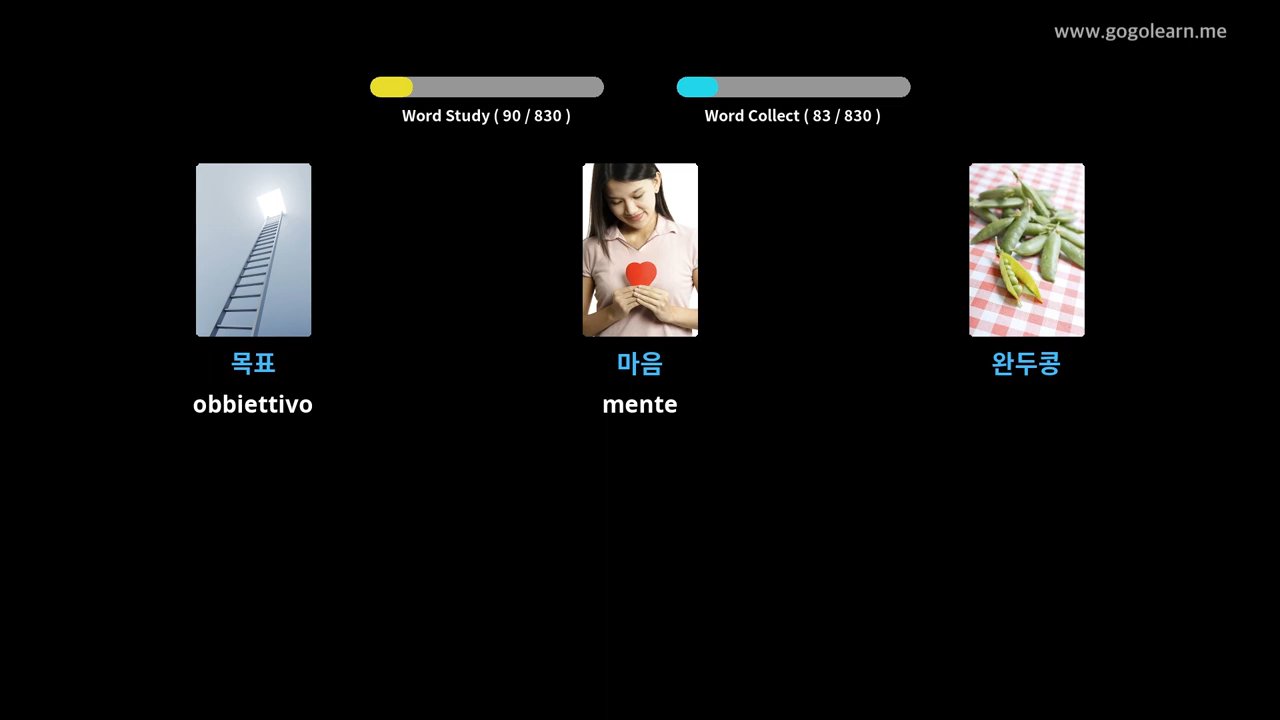 www.gogolearn.me
Word Study ( 90 / 830 )
Word Collect ( 83 / 830 )
목표
obbiettivo
마음
mente
완두콩